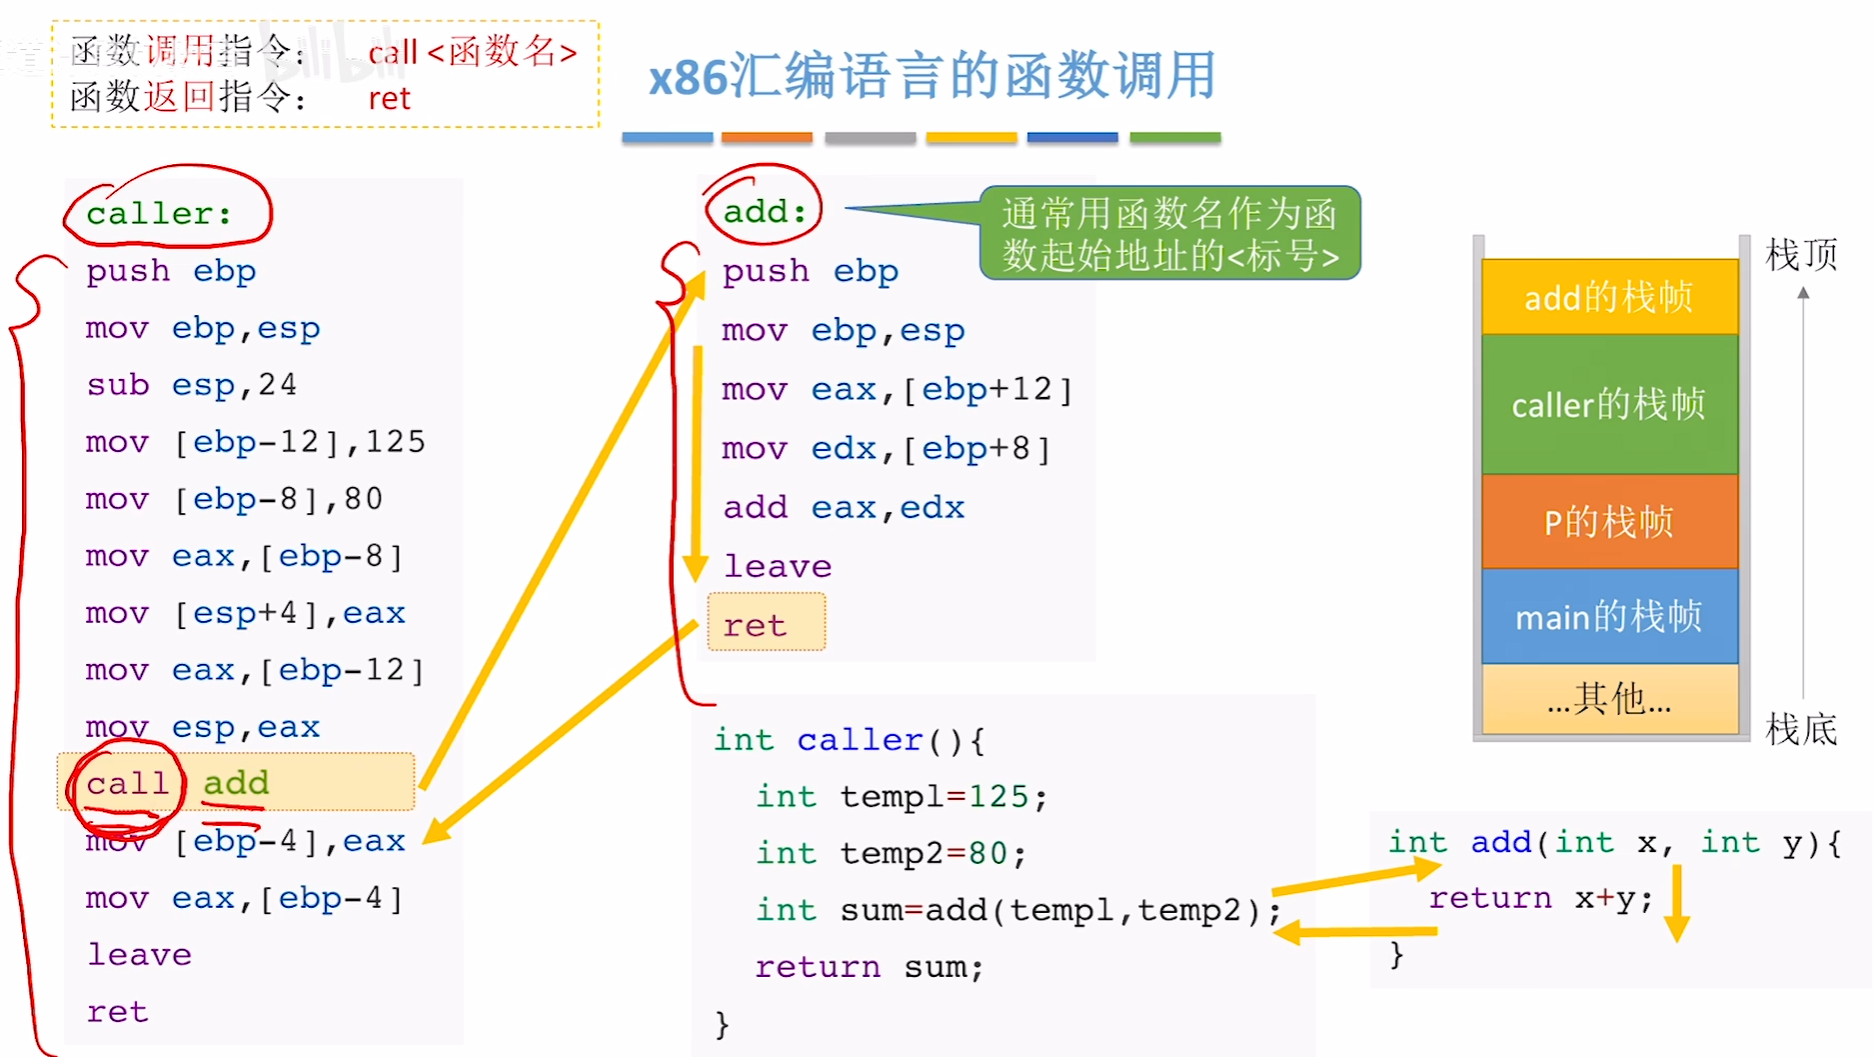 函数调用指令： call <函数名>
函数返回指令： ret
bilibili
x86汇编语言的函数调用
caller:
push ebp
mov ebp,esp
sub esp,24
mov [ebp-12],125
mov [ebp-8],80
mov eax,[ebp-8]
mov [esp+4],eax
mov eax,[ebp-12]
mov esp,eax
call add
mov [ebp-4],eax
mov eax,[ebp-4]
leave
ret
add:
push ebp
mov ebp,esp
mov eax,[ebp+12]
mov edx,[ebp+8]
add eax,edx
leave
ret
通常用函数名作为函
数起始地址的<标号>
int caller(){
int temp1=125;
int temp2=80;
int sum=add(temp1,temp2);
return sum;
}
int add(int x, int y){
return x+y;
}
栈顶
add的栈帧
caller的栈帧
P的栈帧
main的栈帧
...其他...
栈底